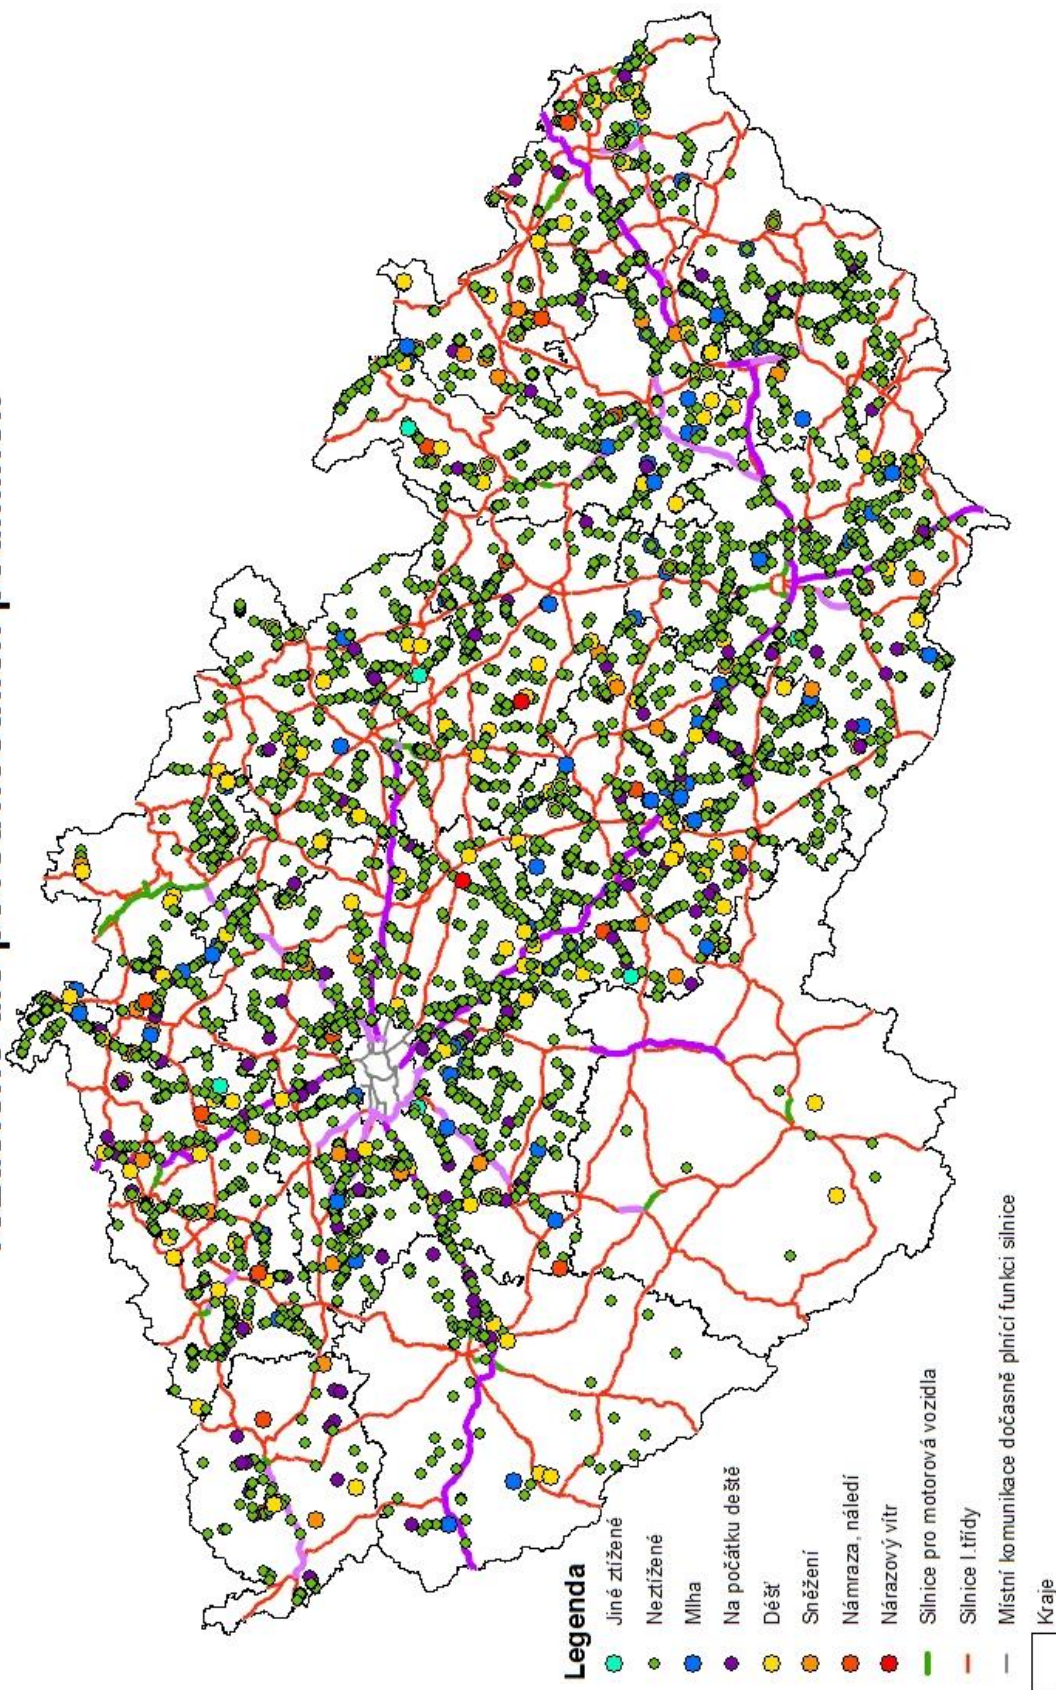 Legenda
Jiné ztížené
Neztížené
Mlha
Na počátku deště
Déšť
Sněžení
Námraza, náledí
Nárazový vítr
Silnice pro motorová vozidla
Silnice I.třídy
Místní komunikace dočasně plnící funkci silnice
Kraje